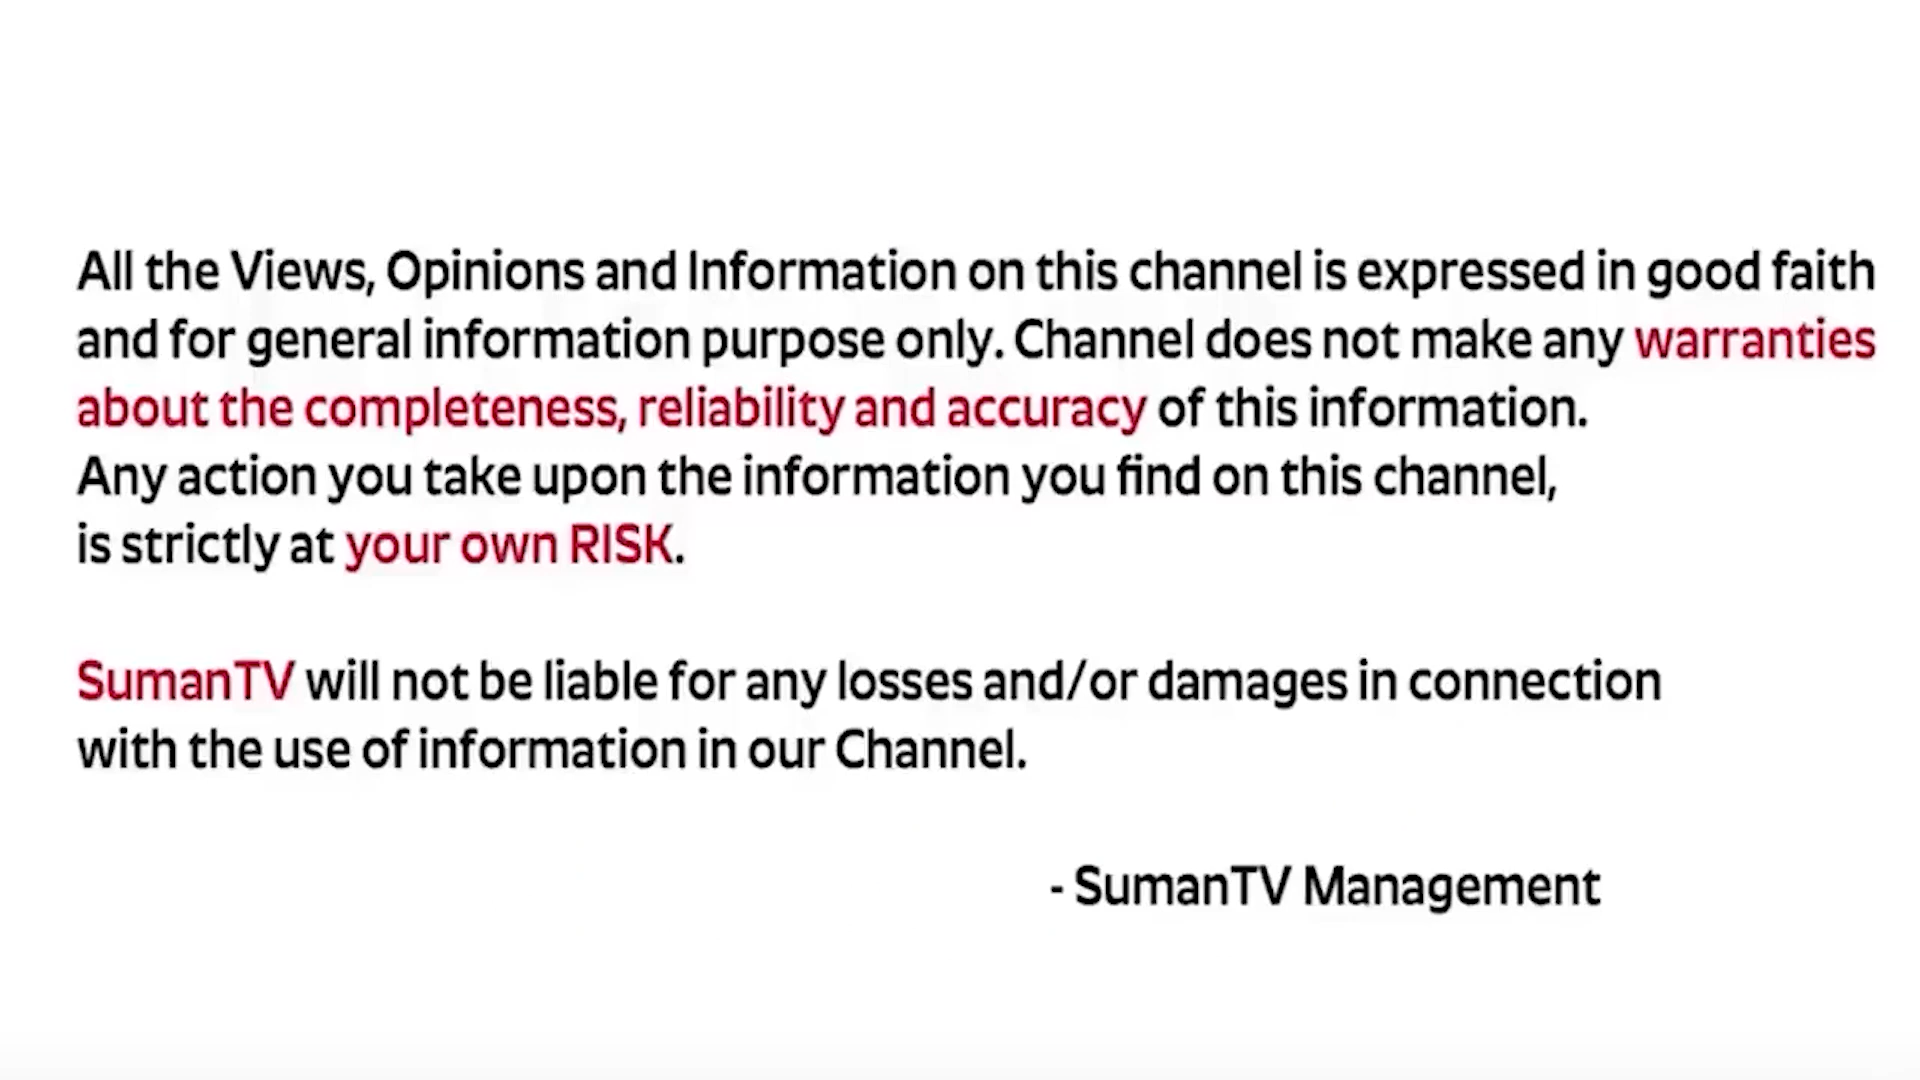 All the Views, Opinions and Information on this channel is expressed in good faith
and for general information purpose only. Channel does not make any warranties
about the completeness, reliability and accuracy of this information.
Any action you take upon the information you find on this channel,
is strictly at your own RISK.
SumanTV will not be liable for any losses and/or damages in connection
with the use of information in our Channel.
- SumanTV Management